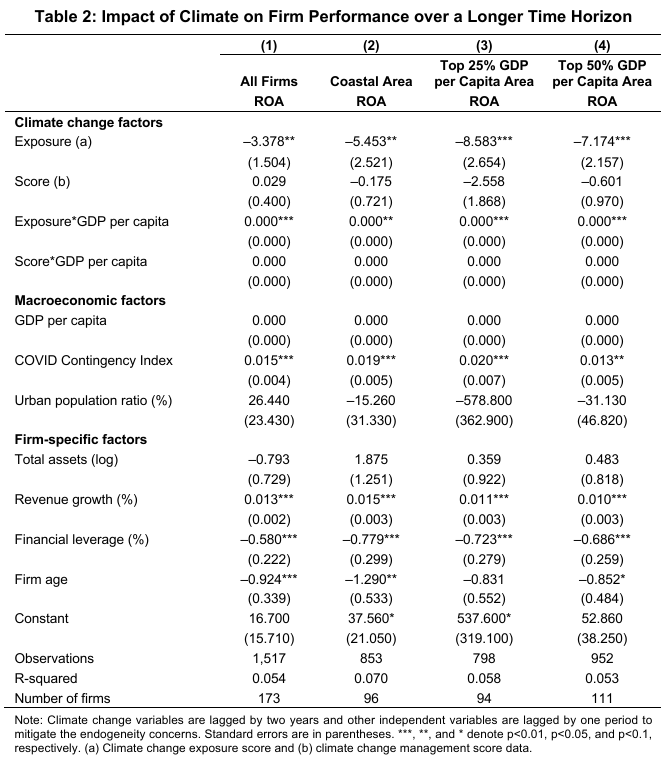 Table 2: Impact of Climate on Firm Performance over a Longer Time Horizon
(1) (2) (3) (4)
All Firms Coastal Area Top 25% GDP per Capita Area Top 50% GDP per Capita Area
ROA ROA ROA ROA
Climate change factors
Exposure (a) –3.378** –5.453** –8.583*** –7.174***
(1.504) (2.521) (2.654) (2.157)
Score (b) 0.029 –0.175 –2.558 –0.601
(0.400) (0.721) (1.868) (0.970)
Exposure*GDP per capita 0.000*** 0.000** 0.000*** 0.000***
(0.000) (0.000) (0.000) (0.000)
Score*GDP per capita 0.000 0.000 0.000 0.000
(0.000) (0.000) (0.000) (0.000)
Macroeconomic factors
GDP per capita 0.000 0.000 0.000 0.000
(0.000) (0.000) (0.000) (0.000)
COVID Contingency Index 0.015*** 0.019*** 0.020*** 0.013**
(0.004) (0.005) (0.007) (0.005)
Urban population ratio (%) 26.440 –15.260 –578.800 –31.130
(23.430) (31.330) (362.900) (46.820)
Firm-specific factors
Total assets (log) –0.793 1.875 0.359 0.483
(0.729) (1.251) (0.922) (0.818)
Revenue growth (%) 0.013*** 0.015*** 0.011*** 0.010***
(0.002) (0.003) (0.003) (0.003)
Financial leverage (%) –0.580*** –0.779*** –0.723*** –0.686***
(0.222) (0.299) (0.279) (0.259)
Firm age –0.924*** –1.290** –0.831 –0.852*
(0.339) (0.533) (0.552) (0.484)
Constant 16.700 37.560* 537.600* 52.860
(15.710) (21.050) (319.100) (38.250)
Observations 1,517 853 798 952
R-squared 0.054 0.070 0.058 0.053
Number of firms 173 96 94 111
Note: Climate change variables are lagged by two years and other independent variables are lagged by one period to
mitigate the endogeneity concerns. Standard errors are in parentheses. ***, **, and * denote p<0.01, p<0.05, and p<0.1,
respectively. (a) Climate change exposure score and (b) climate change management score data.